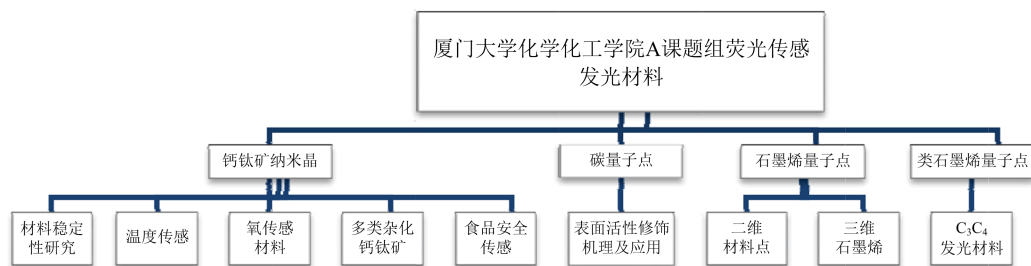 厦门大学化学化工学院A课题组荧光传感
发光材料
钙钛矿纳米晶
碳量子点
石墨烯量子点
类石墨烯量子点
材料稳定
性研究
温度传感
氧传感
材料
多类杂化
钙钛矿
食品安全
传感
表面活性修饰
机理及应用
二维
材料点
三维
石墨烯
C₃C₄
发光材料